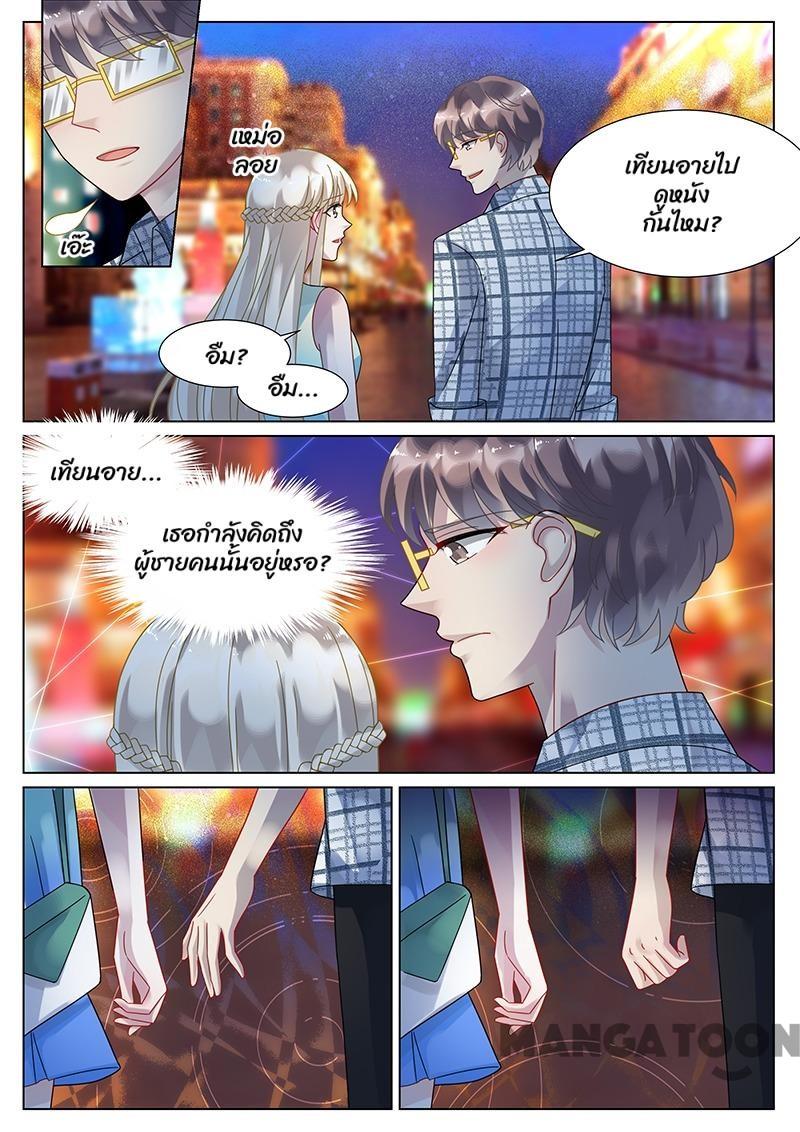 เอ๊ะ
เหม่อ
ลอย
เทียนอายไป
ดูหนัง
กันไหม?
อืม?
อืม...
เทียนอาย...
เธอกำลังคิดถึง
ผู้ชายคนนั้นอยู่หรอ?
MANGATOON